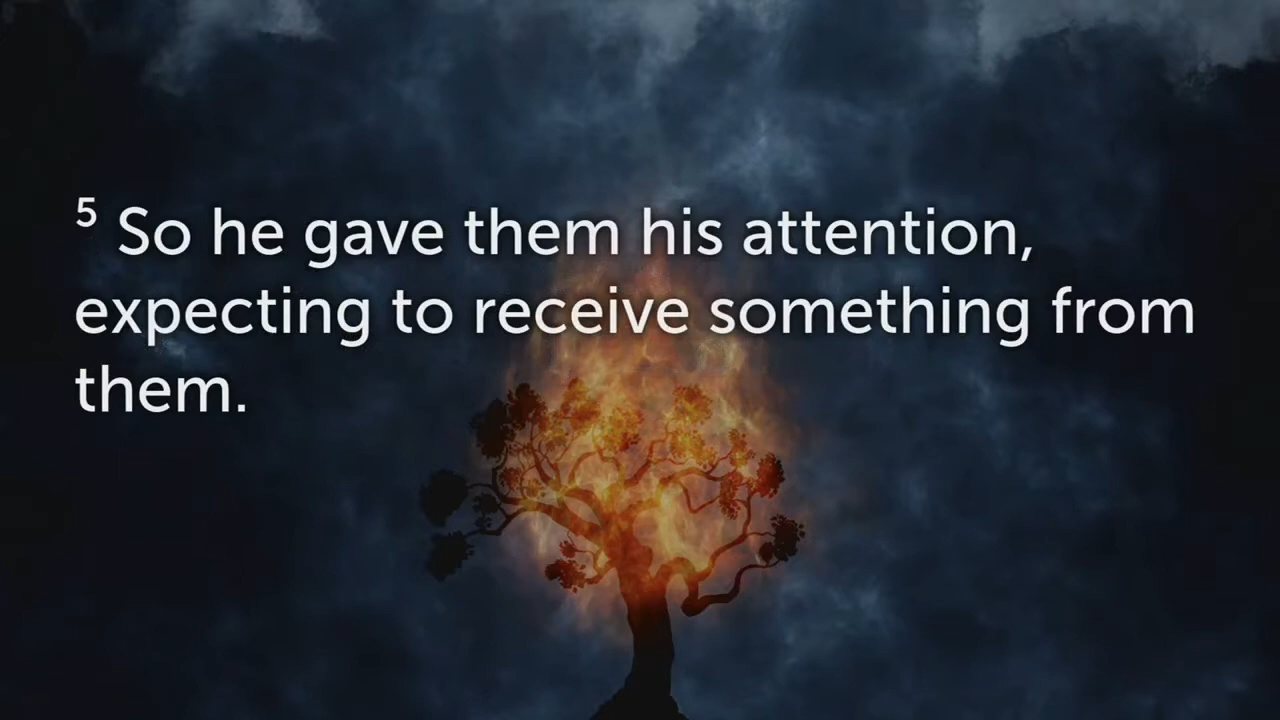 5 So he gave them his attention,
expecting to receive something from
them.